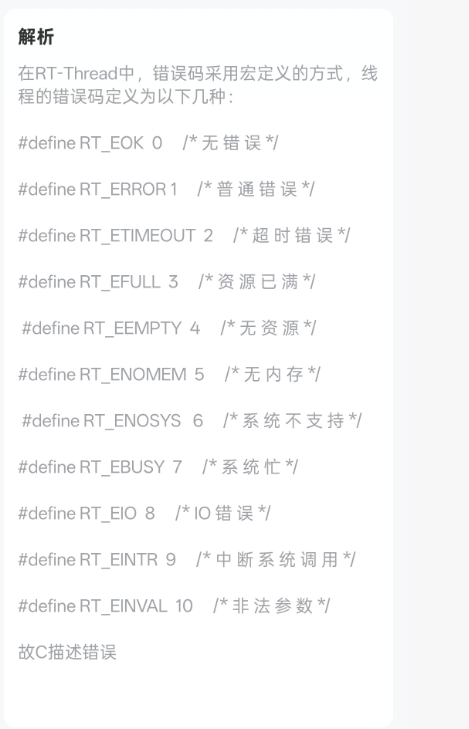 解析
在RT-Thread中，错误码采用宏定义的方式，线
程的错误码定义为以下几种：
#define RT_EOK 0 /*无错误*/
#define RT_ERROR 1 /*普通错误*/
#define RT_ETIMEOUT 2 /*超时错误*/
#define RT_EFULL 3 /*资源已满*/
#define RT_EEMPTY 4 /*无资源*/
#define RT_ENOMEM 5 /*无内存*/
#define RT_ENOSYS 6 /*系统不支持*/
#define RT_EBUSY 7 /*系统忙*/
#define RT_EIO 8 /*IO错误*/
#define RT_EINTR 9 /*中断系统调用*/
#define RT_EINVAL 10 /*非法参数*/
故C描述错误